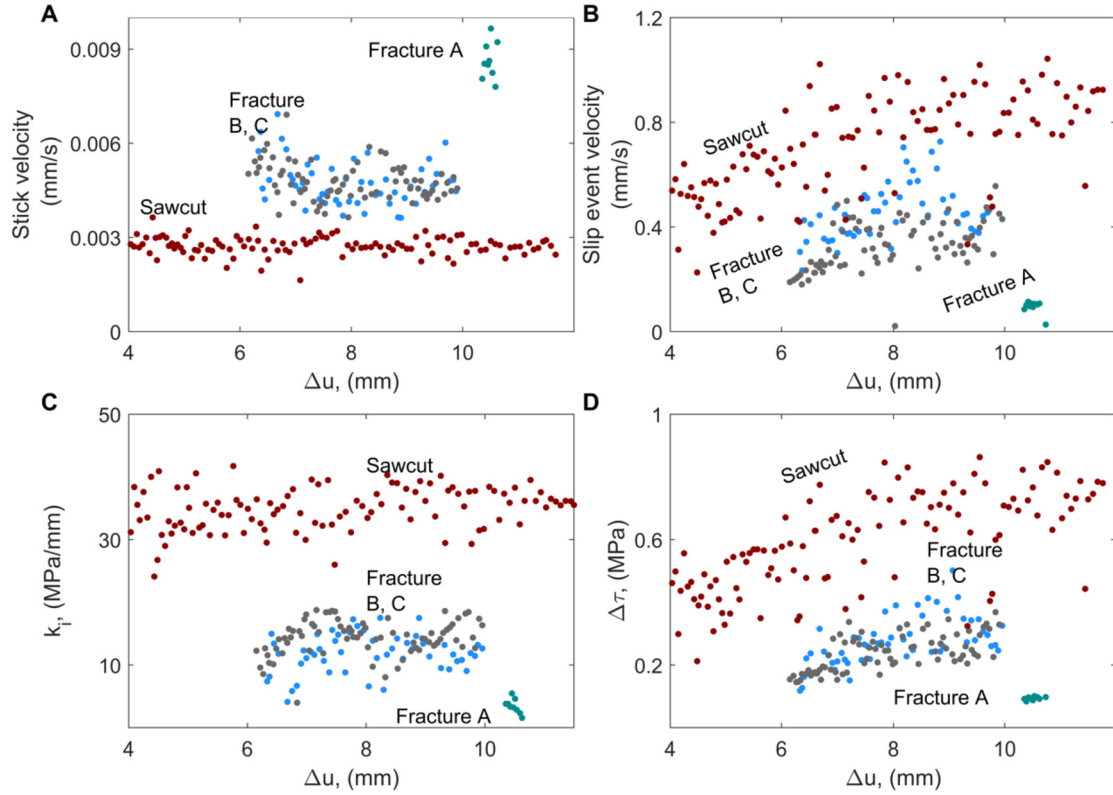 A
0.009
0.006
0.003
0
Stick velocity
(mm/s)
Fracture A
Fracture
B, C
Sawcut
4
6
8
10
Δu, (mm)
B
1.2
0.8
0.4
0
Slip event velocity
(mm/s)
Sawcut
Fracture
B, C
Fracture A
4
6
8
10
Δu, (mm)
C
50
30
10
kᵢ, (MPa/mm)
Sawcut
Fracture
B, C
Fracture A
4
6
8
10
Δu, (mm)
D
1
0.6
0.2
Δτ, (MPa)
Sawcut
Fracture
B, C
Fracture A
4
6
8
10
Δu, (mm)